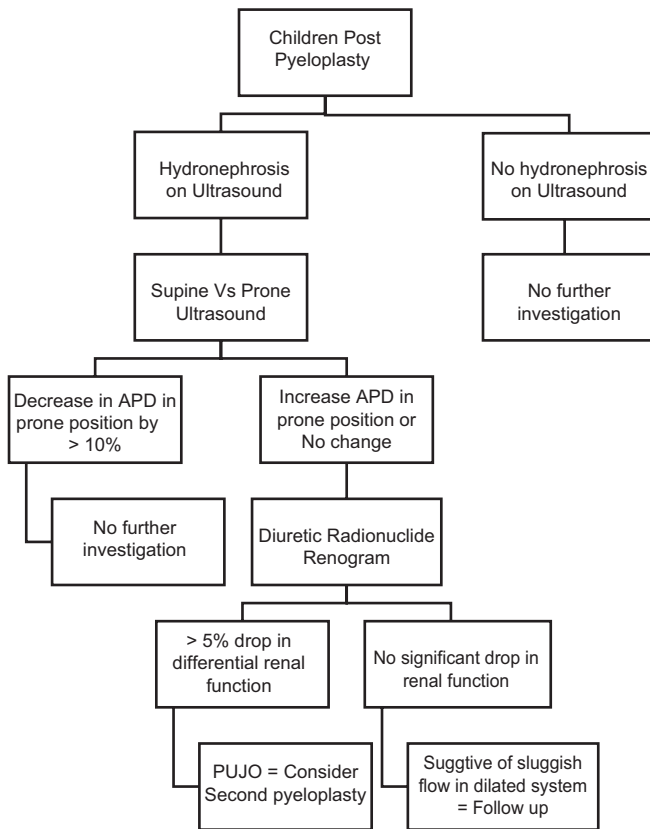 Children Post
Pyeloplasty
Hydronephrosis
on Ultrasound
No hydronephrosis
on Ultrasound
Supine Vs Prone
Ultrasound
No further
investigation
Decrease in APD in
prone position by
> 10%
Increase APD in
prone position or
No change
No further
investigation
Diuretic Radionuclide
Renogram
> 5% drop in
differential renal
function
No significant drop in
renal function
PUJO = Consider
Second pyeloplasty
Suggtive of sluggish
flow in dilated system
= Follow up